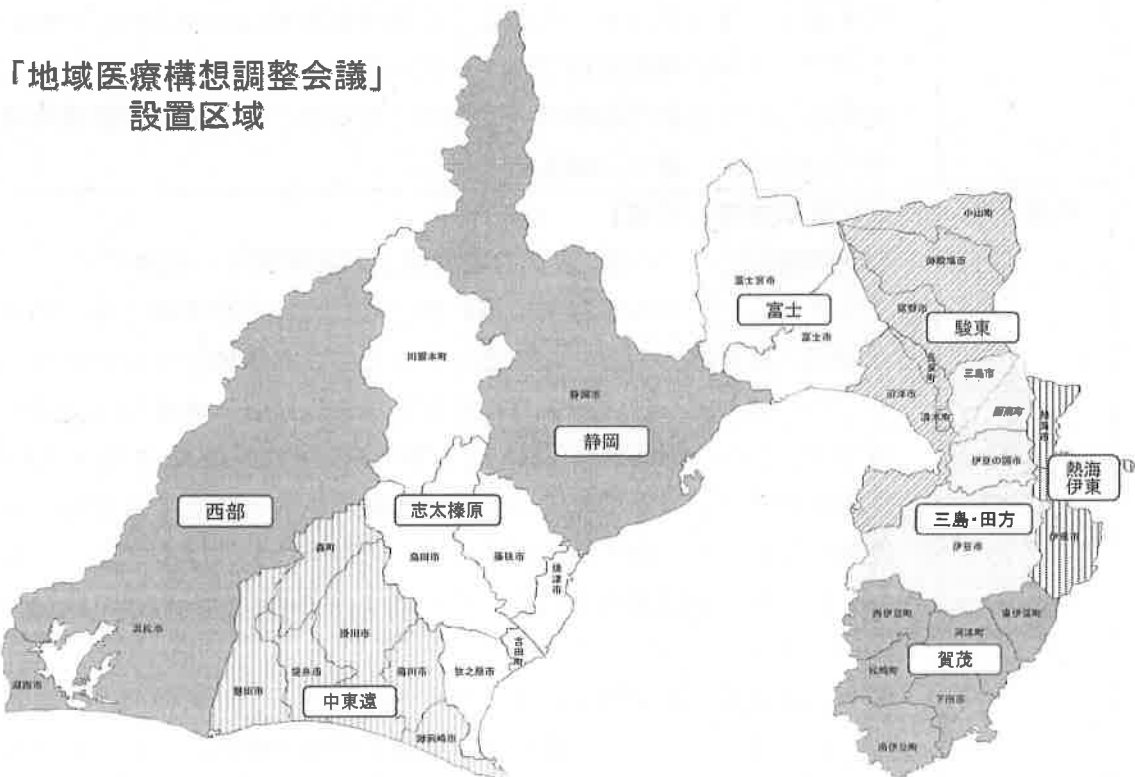 「地域医療構想調整会議」
設置区域
小山町
御殿場市
富士宮市
裾野市
富士
駿東
富士市
川根本町
長泉町
三島市
静岡市
沼津市
清水町
函南町
熱海市
静岡
伊豆の国市
熱海
伊東
西部
志太榛原
三島・田方
森町
島田市
藤枝市
焼津市
伊豆市
伊東市
浜松市
掛川市
西伊豆町
東伊豆町
河津町
吉田町
湖西市
磐田市
袋井市
菊川市
牧之原市
松崎町
賀茂
中東遠
下田市
御前崎市
南伊豆町